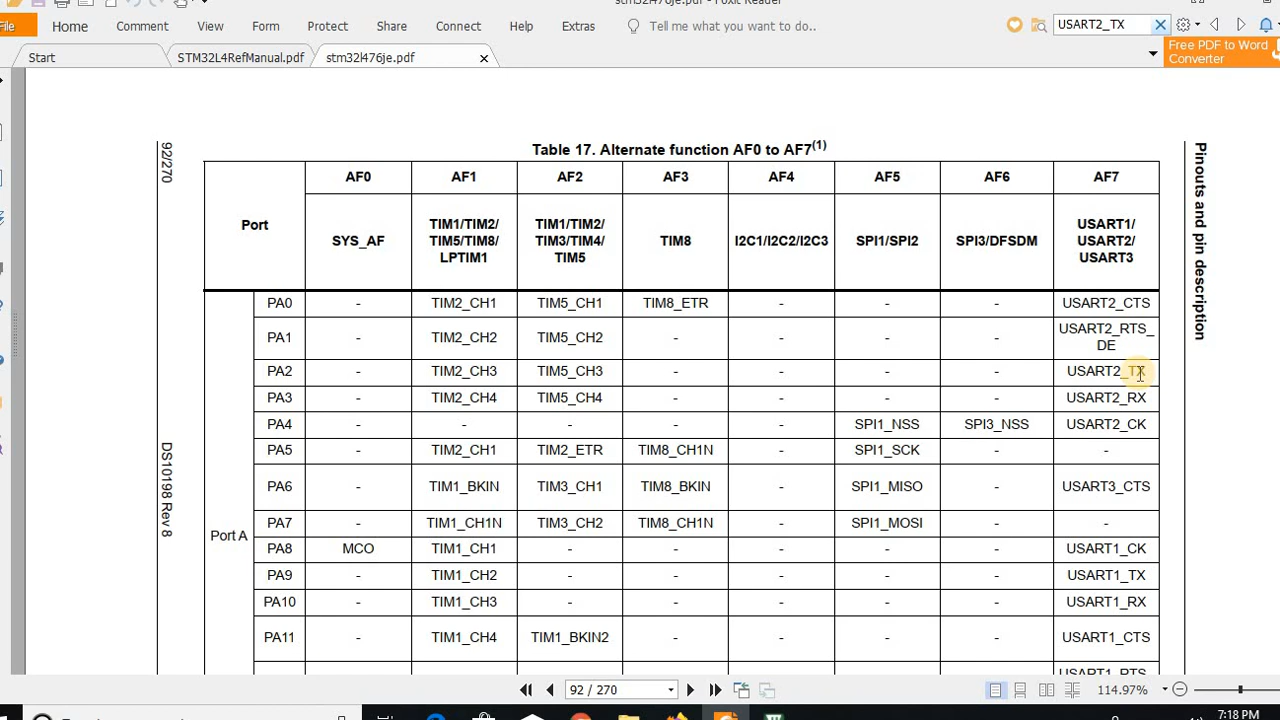 stm32l476je.pdf - Foxit Reader
File Home Comment View Form Protect Share Connect Help Extras Tell me what you want to do.. USART2_TX
Start STM32L4RefManual.pdf stm32l476je.pdf
Free PDF to Word
Converter
92/270
DS10198 Rev 8
Pinouts and pin description
Table 17. Alternate function AF0 to AF7(1)
Port AF0 AF1 AF2 AF3 AF4 AF5 AF6 AF7
SYS_AF TIM1/TIM2/ TIM5/TIM8/ LPTIM1 TIM1/TIM2/ TIM3/TIM4/ TIM5 TIM8 I2C1/I2C2/I2C3 SPI1/SPI2 SPI3/DFSDM USART1/ USART2/ USART3
Port A
PA0 - TIM2_CH1 TIM5_CH1 TIM8_ETR - - - USART2_CTS
PA1 - TIM2_CH2 TIM5_CH2 - - - - USART2_RTS_DE
PA2 - TIM2_CH3 TIM5_CH3 - - - - USART2_TX
PA3 - TIM2_CH4 TIM5_CH4 - - - - USART2_RX
PA4 - - - - - SPI1_NSS SPI3_NSS USART2_CK
PA5 - TIM2_CH1 TIM2_ETR TIM8_CH1N - SPI1_SCK - -
PA6 - TIM1_BKIN TIM3_CH1 TIM8_BKIN - SPI1_MISO - USART3_CTS
PA7 - TIM1_CH1N TIM3_CH2 TIM8_CH1N - SPI1_MOSI - -
PA8 MCO TIM1_CH1 - - - - - USART1_CK
PA9 - TIM1_CH2 - - - - - USART1_TX
PA10 - TIM1_CH3 - - - - - USART1_RX
PA11 - TIM1_CH4 TIM1_BKIN2 - - - - USART1_CTS
USART1_RTS
92 / 270 114.97%
7:18 PM